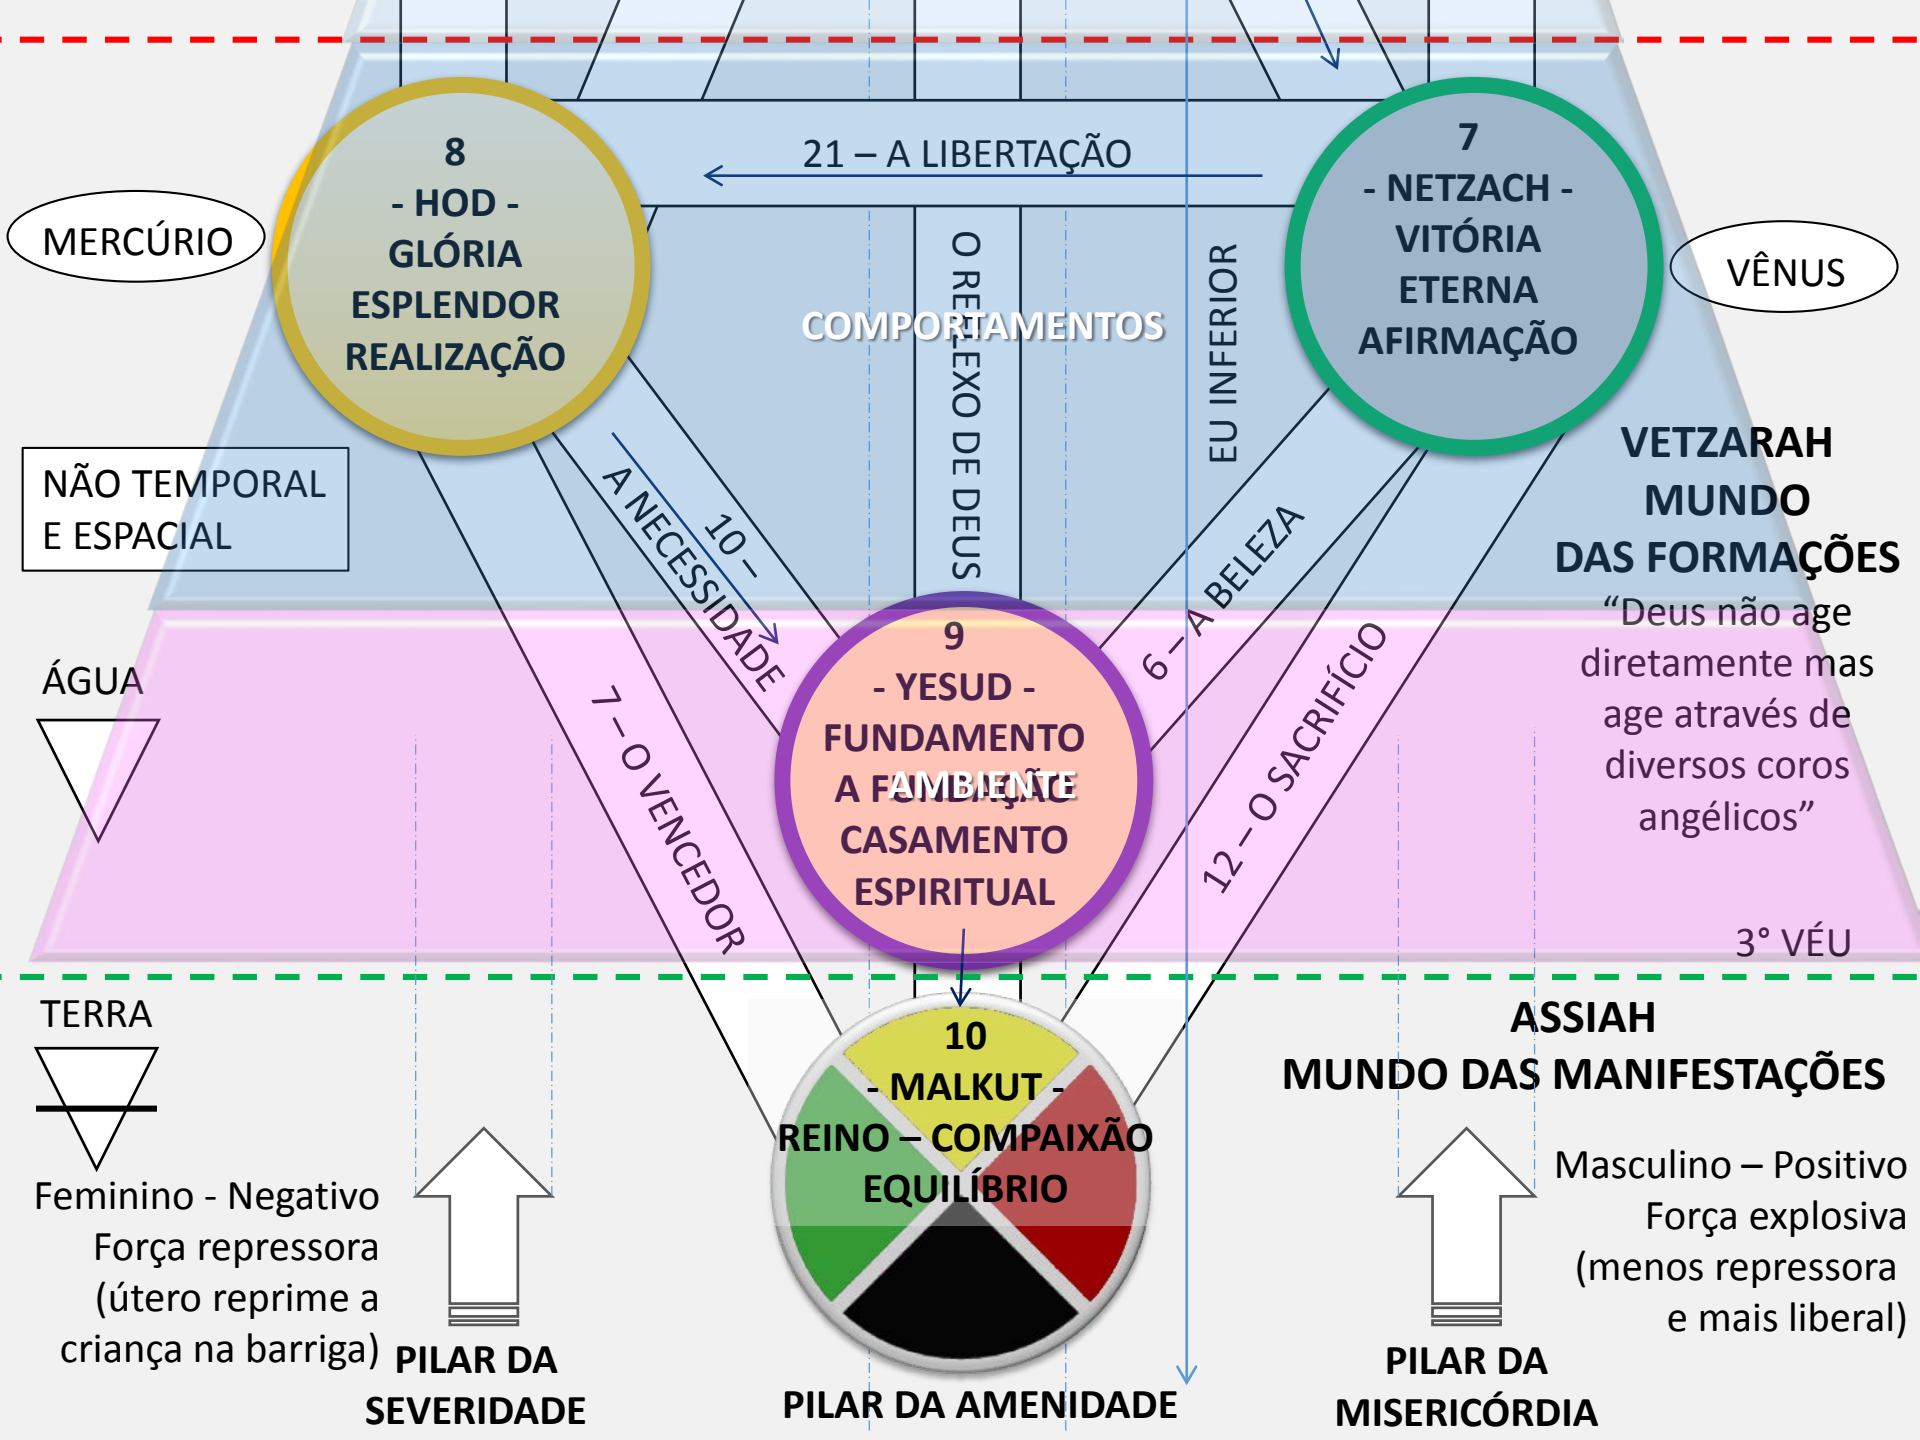 8
- HOD -
GLÓRIA
ESPLENDOR
REALIZAÇÃO
21 – A LIBERTAÇÃO
7
- NETZACH -
VITÓRIA
ETERNA
AFIRMAÇÃO
MERCÚRIO
VÊNUS
O REFLEXO DE DEUS
COMPORTAMENTOS
EU INFERIOR
NÃO TEMPORAL
E ESPACIAL
10 –
A NECESSIDADE
6 – A BELEZA
VETZARAH
MUNDO
DAS FORMAÇÕES
“Deus não age
diretamente mas
age através de
diversos coros
angélicos”
ÁGUA
7 – O VENCEDOR
9
- YESUD -
FUNDAMENTO
A FUNDAÇÃO
AMBIENTE
CASAMENTO
ESPIRITUAL
12 – O SACRIFÍCIO
3° VÉU
TERRA
10
- MALKUT -
REINO – COMPAIXÃO
EQUILÍBRIO
ASSIAH
MUNDO DAS MANIFESTAÇÕES
Feminino - Negativo
Força repressora
(útero reprime a
criança na barriga)
Masculino – Positivo
Força explosiva
(menos repressora
e mais liberal)
PILAR DA
SEVERIDADE
PILAR DA AMENIDADE
PILAR DA
MISERICÓRDIA